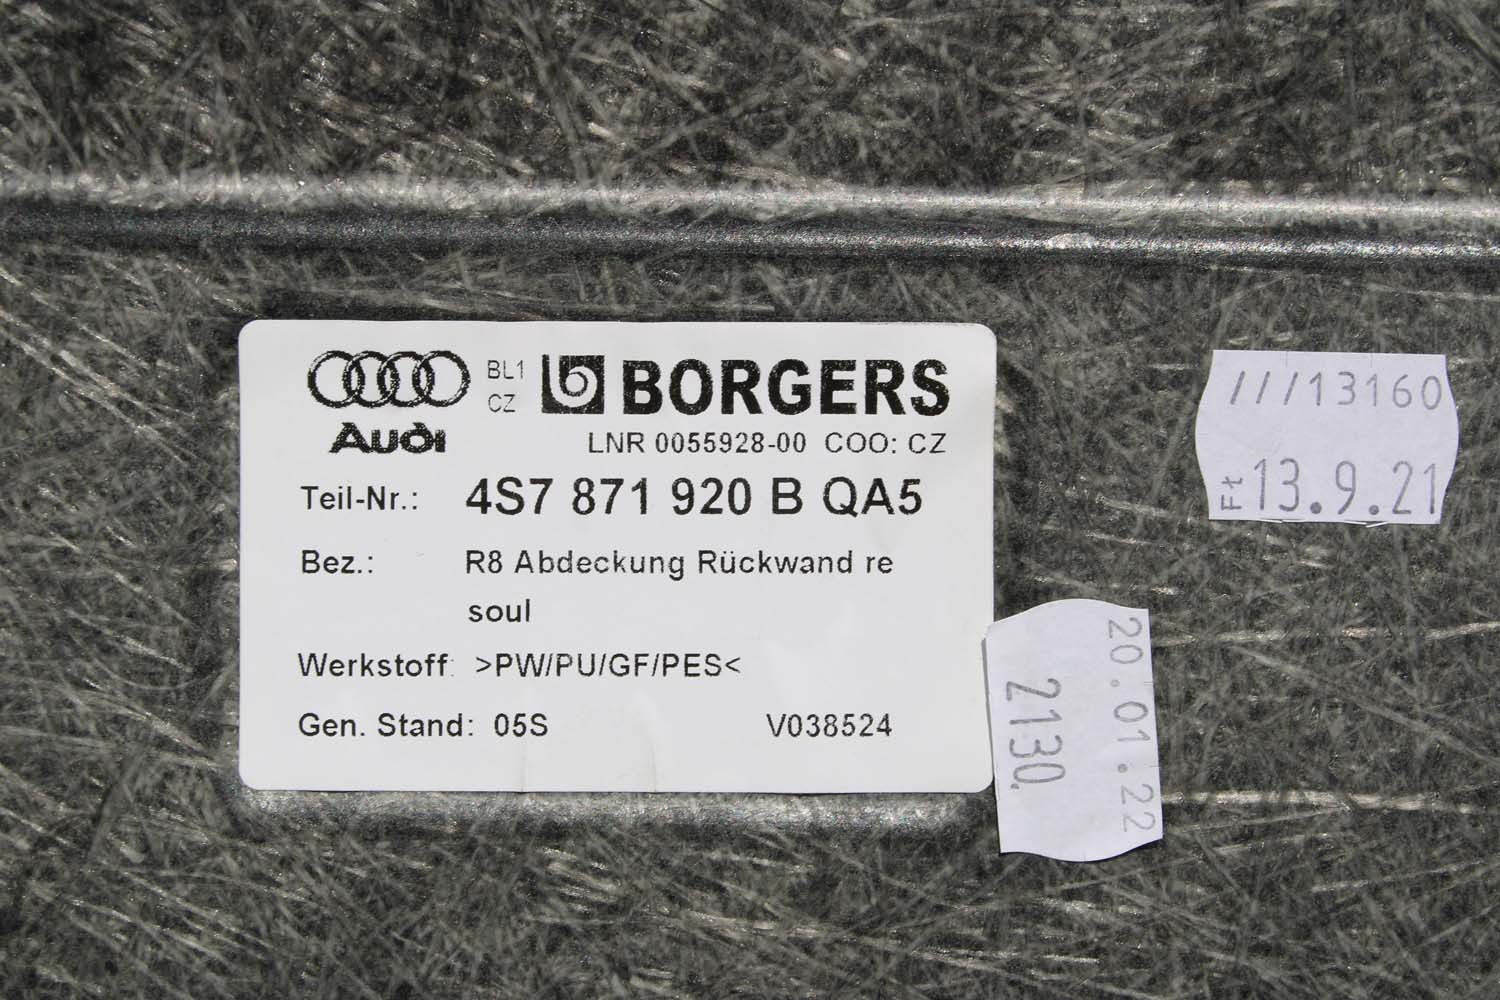 BL1
CZ
BORGERS
Audi
LNR 0055928-00 COO: CZ
Teil-Nr.: 4S7 871 920 B QA5
Bez.: R8 Abdeckung Rückwand re
soul
Werkstoff: >PW/PU/GF/PES<
Gen. Stand: 05S V038524
///13160
Ft 13.9.21
20.01.22
2130.